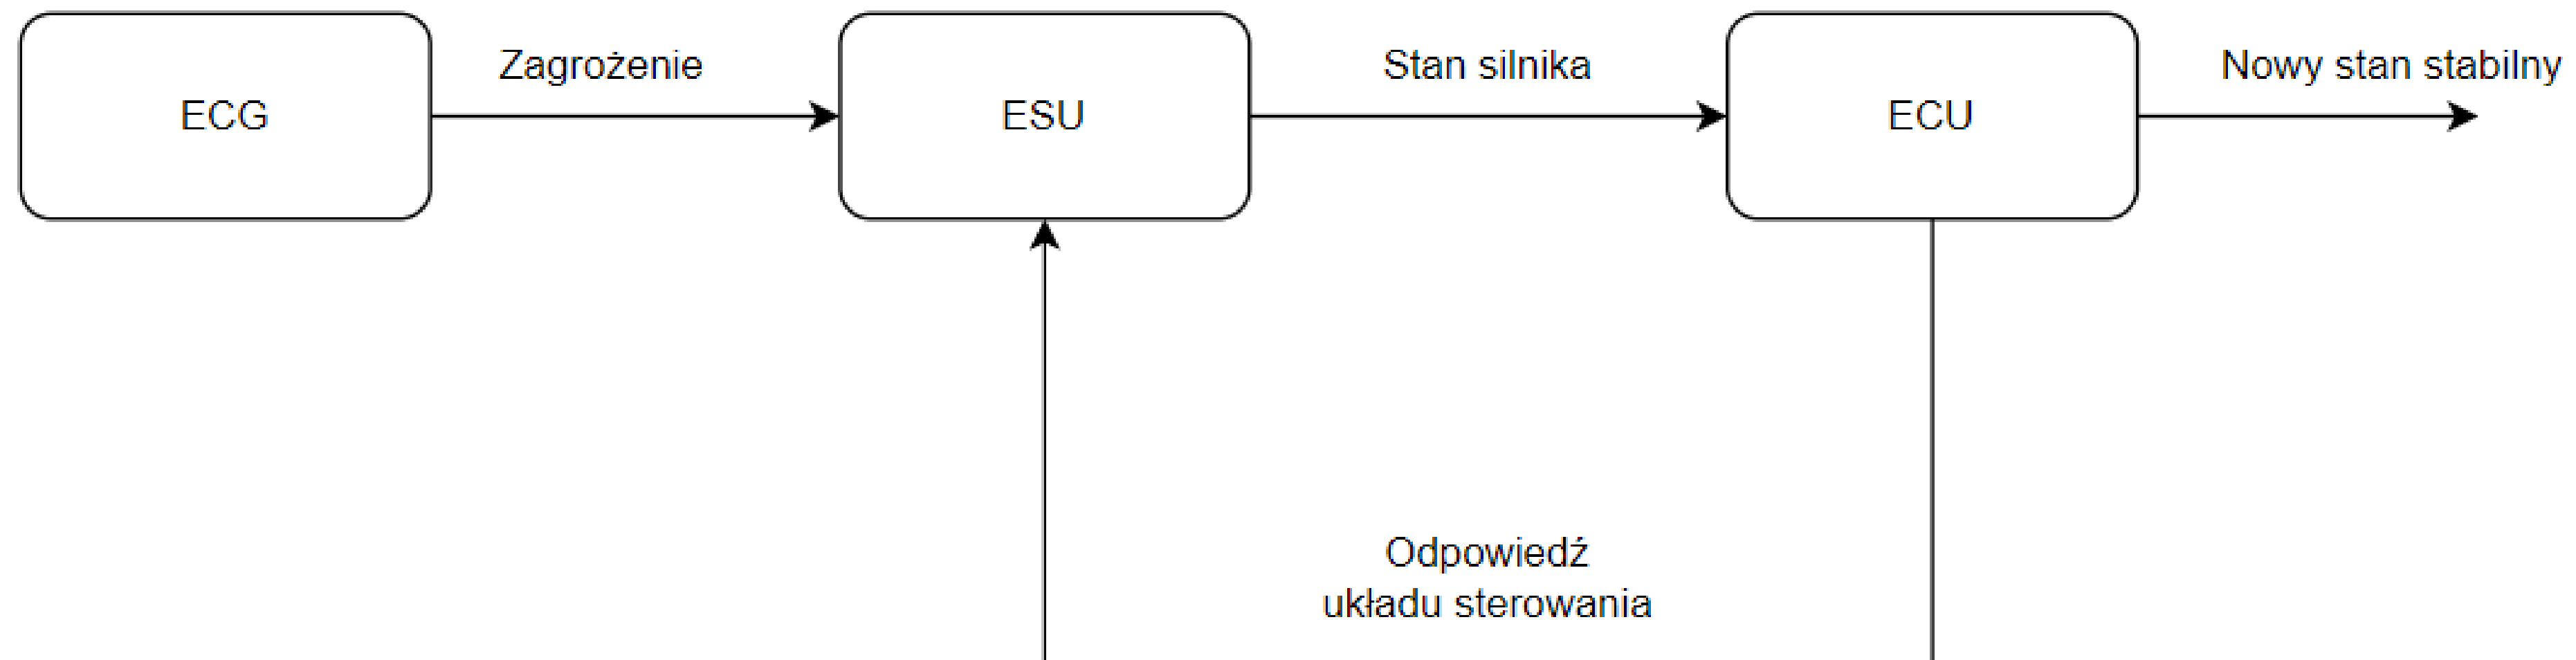 ECG
Zagrożenie
ESU
Stan silnika
ECU
Nowy stan stabilny
Odpowiedź
układu sterowania